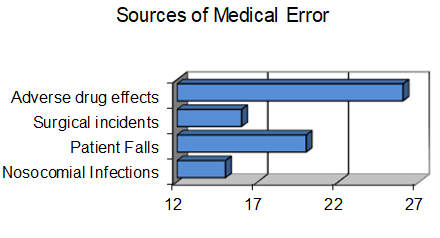 Sources of Medical Error
Adverse drug effects
Surgical incidents
Patient Falls
Nosocomial Infections
12 17 22 27